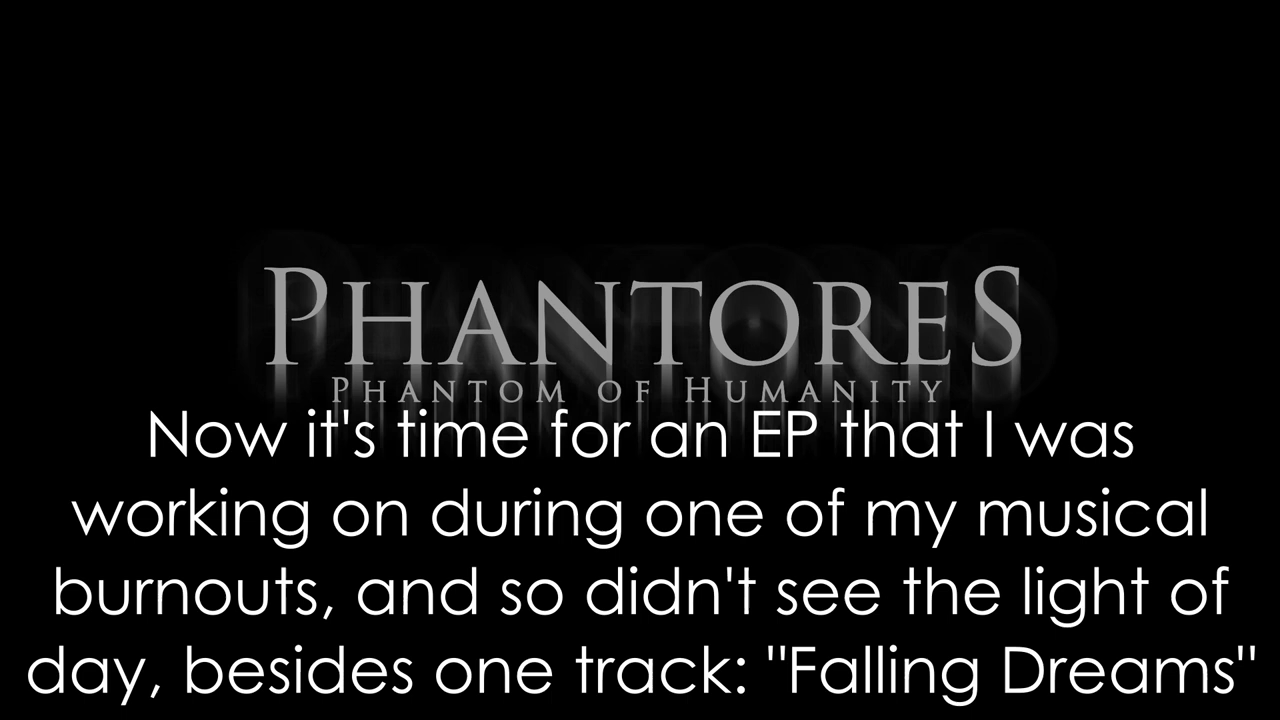 PHANTORES
PHANTOM OF HUMANITY
Now it's time for an EP that I was
working on during one of my musical
burnouts, and so didn't see the light of
day, besides one track: "Falling Dreams"